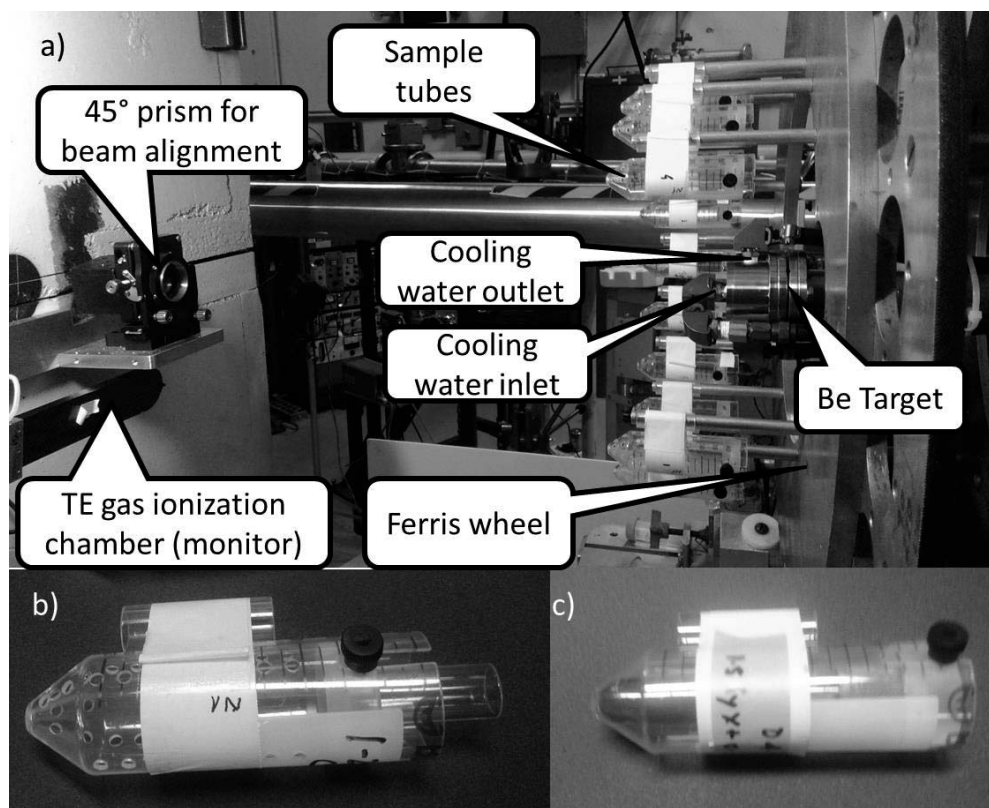 a)
Sample
tubes
45° prism for
beam alignment
Cooling
water outlet
Cooling
water inlet
Be Target
TE gas ionization
chamber (monitor)
Ferris wheel
b)
N1
c)